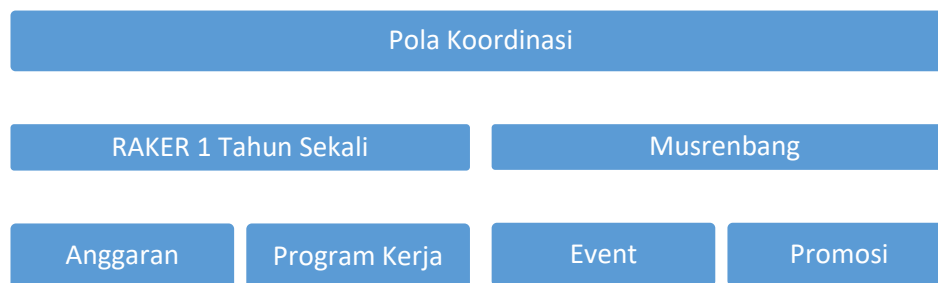 Pola Koordinasi
RAKER 1 Tahun Sekali
Musrenbang
Anggaran
Program Kerja
Event
Promosi